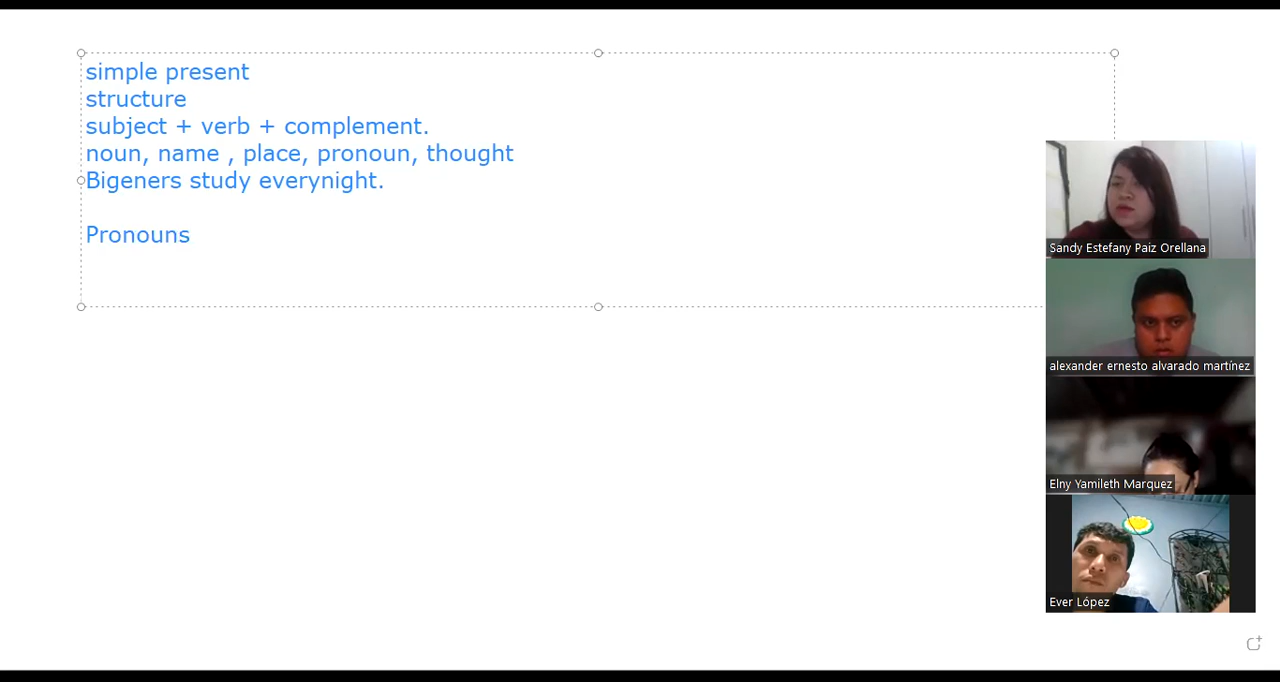 simple present
structure
subject + verb + complement.
noun, name , place, pronoun, thought
Bigeners study everynight.
Pronouns
Sandy Estefany Paiz Orellana
alexander ernesto alvarado martínez
Elny Yamileth Marquez
Ever López